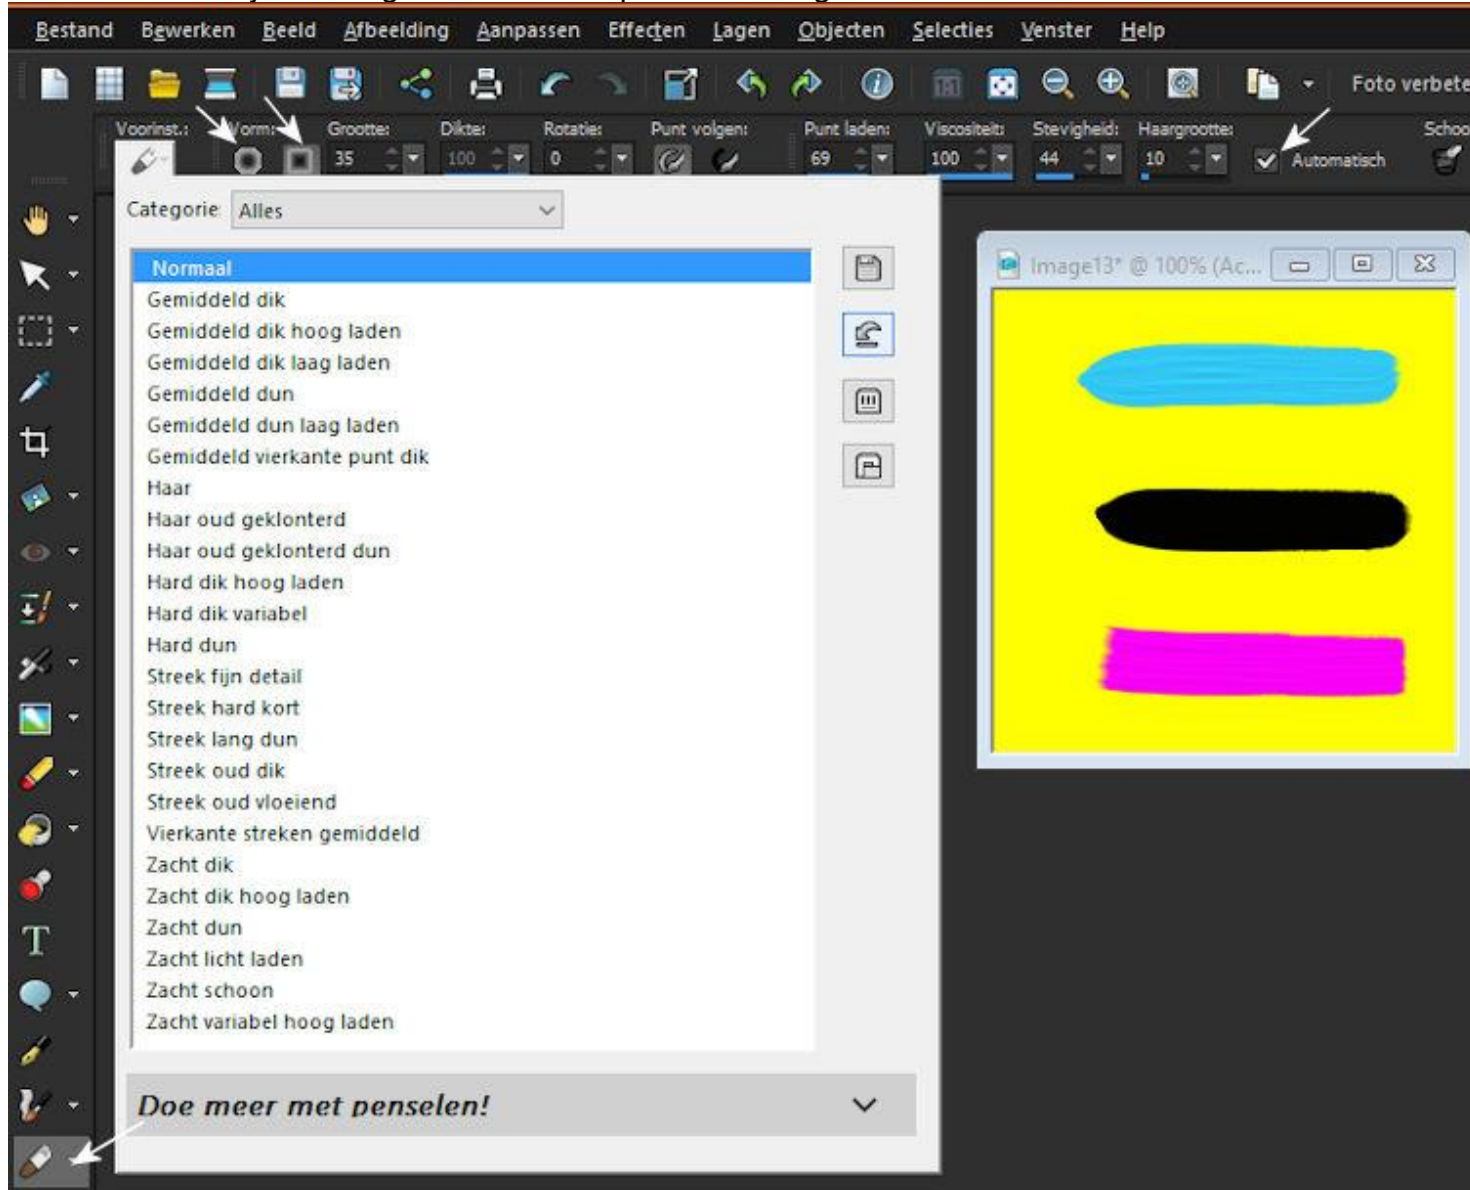 Bestand Bewerken Beeld Afbeelding Aanpassen Effecten Lagen Objecten Selecties Venster Help
Foto verbete
Voorinst.: Vorm: Grootte: Dikte: Rotatie: Punt volgen: Punt laden: Viscositeit: Stevigheid: Haargrootte: Schoo
35 100 0 69 100 44 10 Automatisch
Categorie: Alles
Normaal
Image13* @ 100% (Ac...
Gemiddeld dik
Gemiddeld dik hoog laden
Gemiddeld dik laag laden
Gemiddeld dun
Gemiddeld dun laag laden
Gemiddeld vierkante punt dik
Haar
Haar oud geklonterd
Haar oud geklonterd dun
Hard dik hoog laden
Hard dik variabel
Hard dun
Streek fijn detail
Streek hard kort
Streek lang dun
Streek oud dik
Streek oud vloeiend
Vierkante streken gemiddeld
Zacht dik
Zacht dik hoog laden
Zacht dun
Zacht licht laden
Zacht schoon
Zacht variabel hoog laden
Doe meer met penselen!